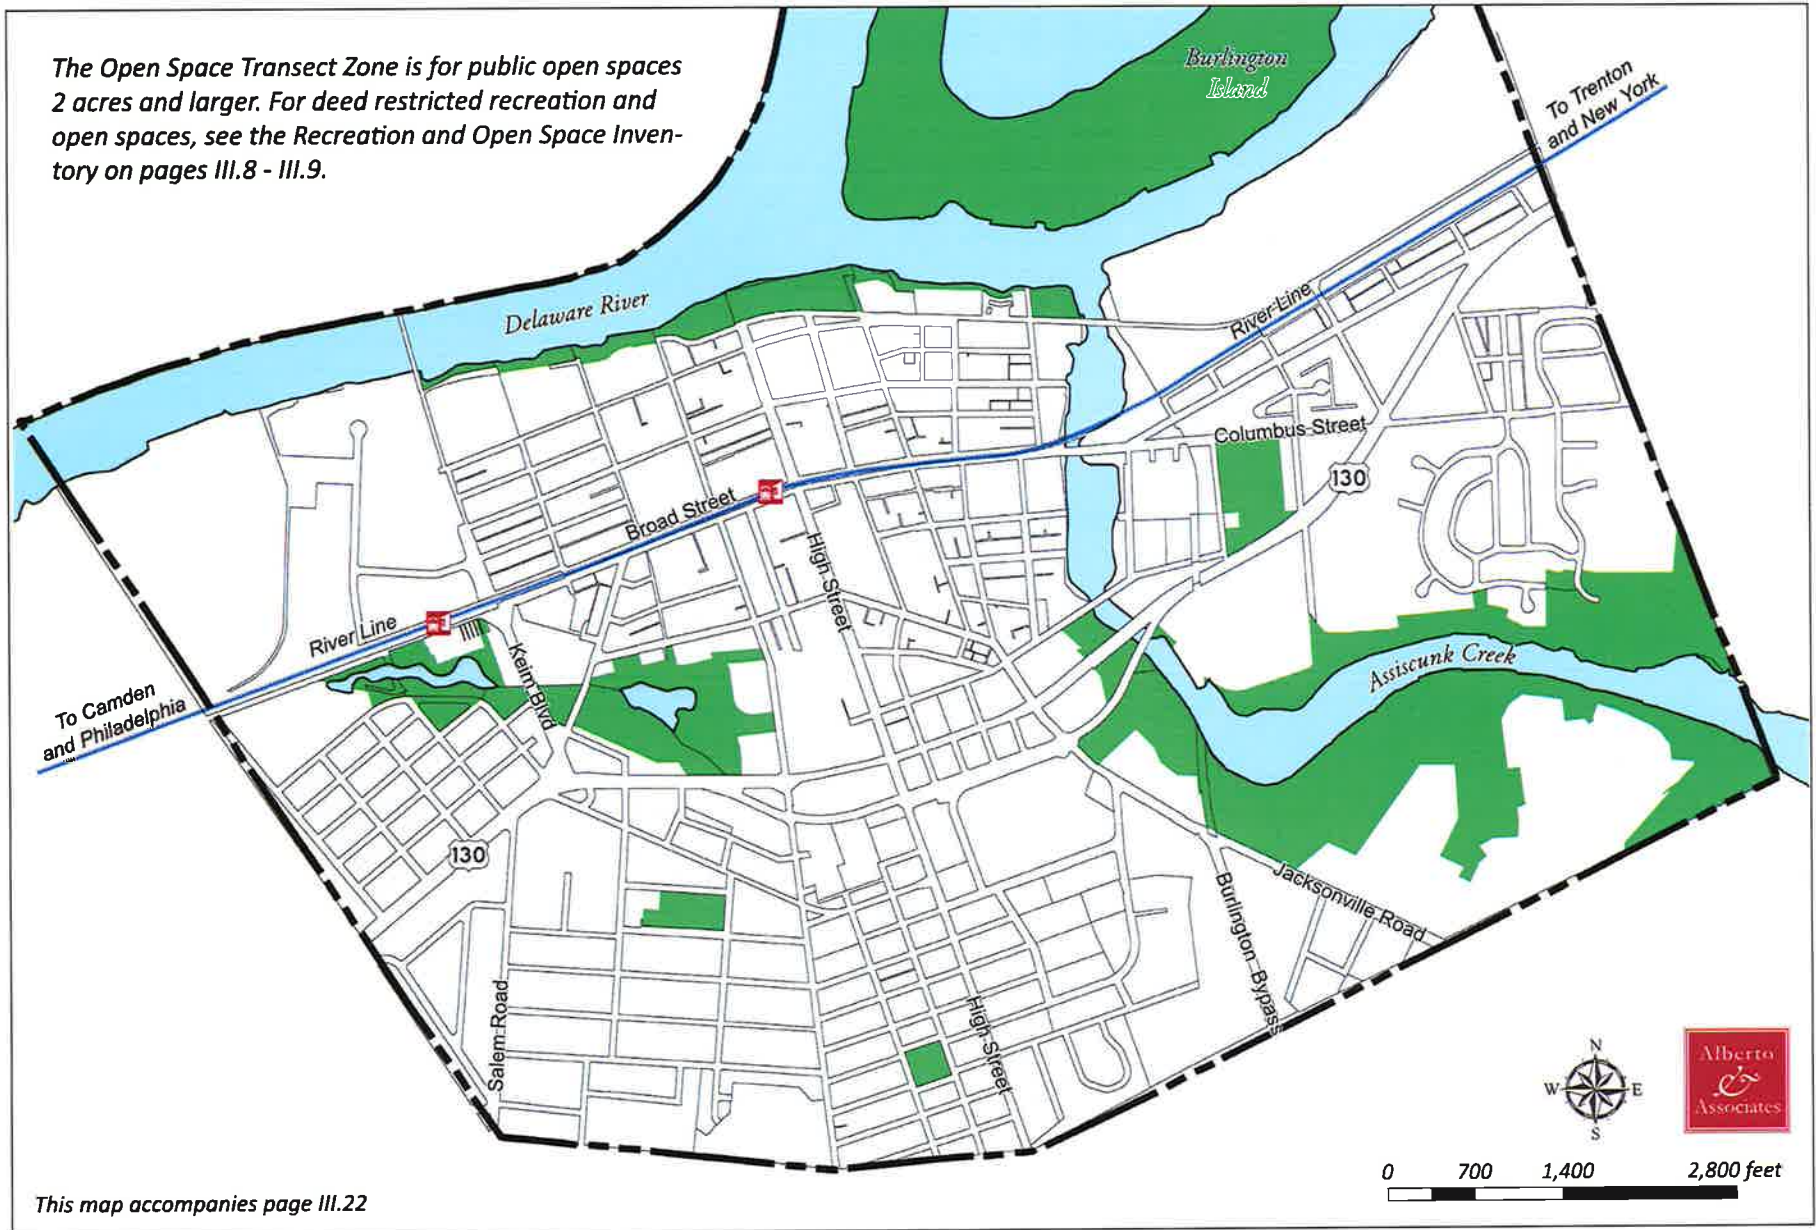 The Open Space Transect Zone is for public open spaces
2 acres and larger. For deed restricted recreation and
open spaces, see the Recreation and Open Space Inven-
tory on pages III.8 - III.9.
Burlington
Island
To Trenton
and New York
Delaware River
River Line
Columbus Street
130
Broad Street
High Street
River Line
Keim Blvd
Assiscunk Creek
To Camden
and Philadelphia
130
Jacksonville Road
Burlington Bypass
Salem Road
High Street
N
W
E
S
Alberto
&
Associates
0
700
1,400
2,800 feet
This map accompanies page III.22